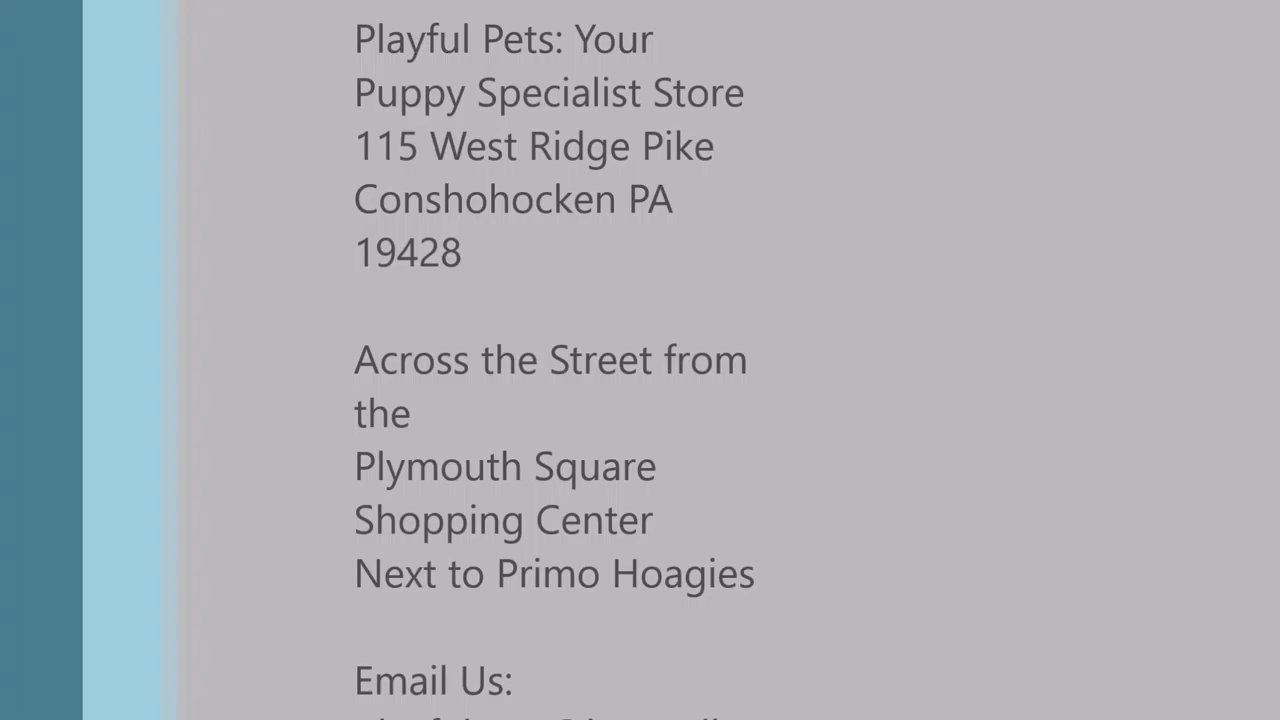 Playful Pets: Your
Puppy Specialist Store
115 West Ridge Pike
Conshohocken PA
19428
Across the Street from
the
Plymouth Square
Shopping Center
Next to Primo Hoagies
Email Us: